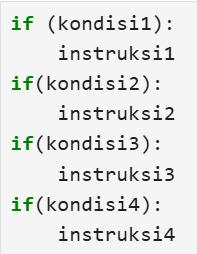 if (kondisi1):
    instruksi1
if(kondisi2):
    instruksi2
if(kondisi3):
    instruksi3
if(kondisi4):
    instruksi4